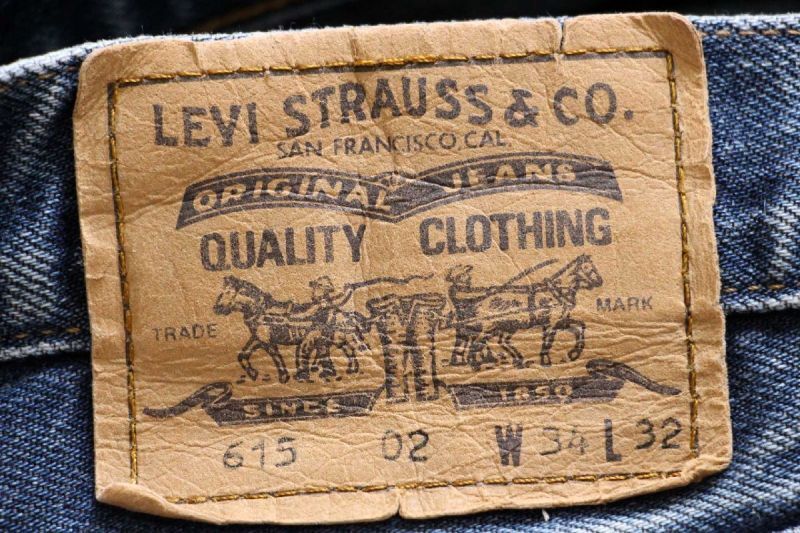 LEVI STRAUSS & CO.
SAN FRANCISCO CAL.
ORIGINAL JEANS
QUALITY CLOTHING
TRADE MARK
SINCE 1850
615 02 W 34 L 32